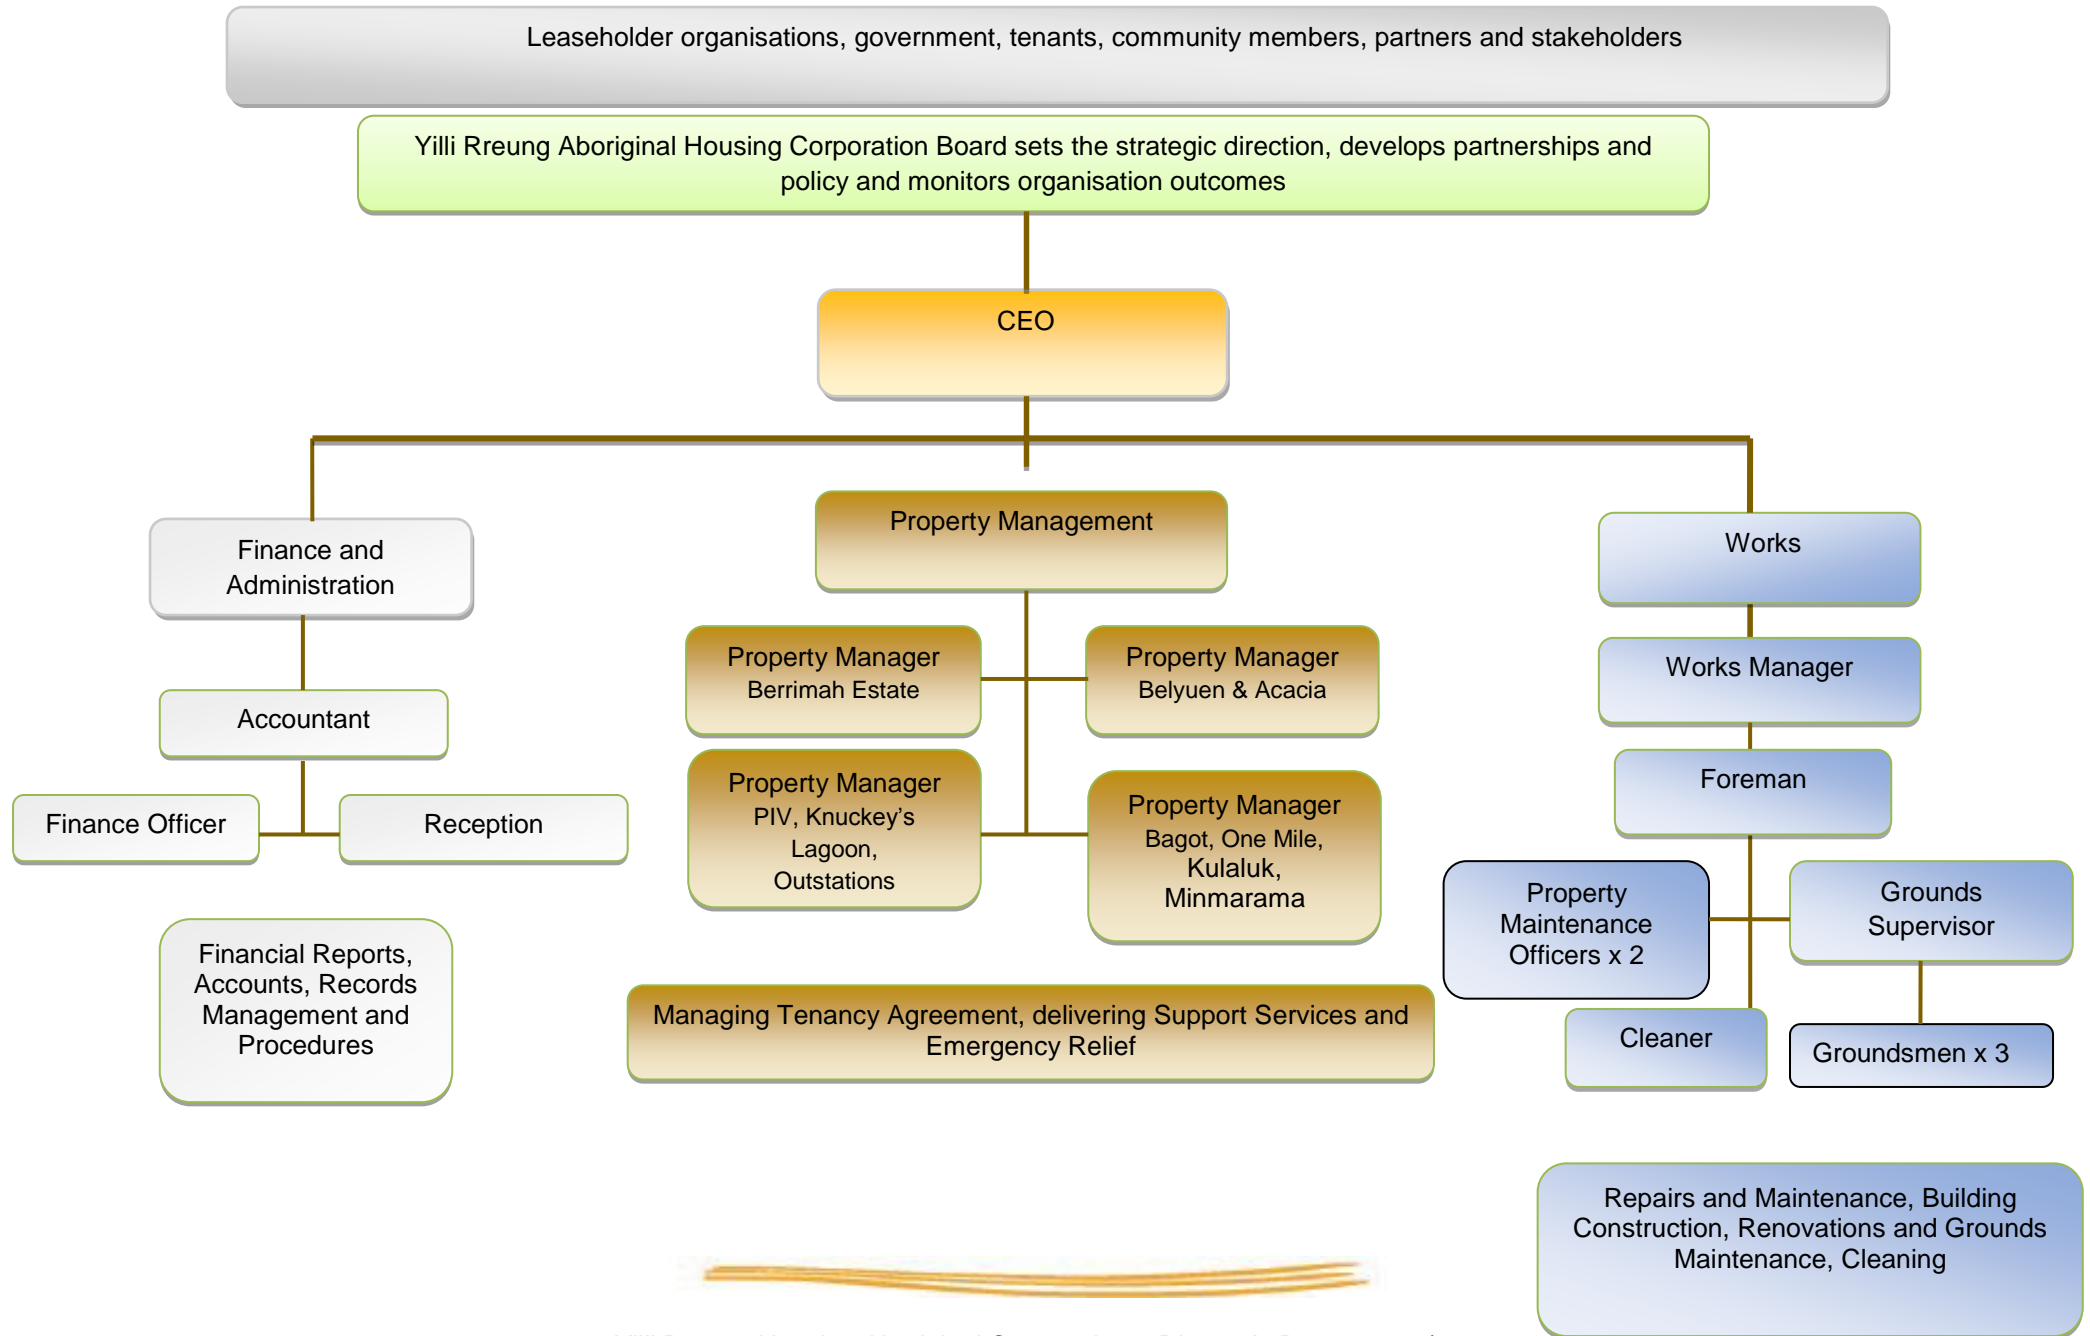 Leaseholder organisations, government, tenants, community members, partners and stakeholders
Yilli Rreung Aboriginal Housing Corporation Board sets the strategic direction, develops partnerships and
policy and monitors organisation outcomes
CEO
Finance and
Administration
Accountant
Finance Officer
Reception
Financial Reports,
Accounts, Records
Management and
Procedures
Property Management
Property Manager
Berrimah Estate
Property Manager
Belyuen & Acacia
Property Manager
PIV, Knuckey’s
Lagoon,
Outstations
Property Manager
Bagot, One Mile,
Kulaluk,
Minmarama
Managing Tenancy Agreement, delivering Support Services and
Emergency Relief
Works
Works Manager
Foreman
Property
Maintenance
Officers x 2
Grounds
Supervisor
Cleaner
Groundsmen x 3
Repairs and Maintenance, Building
Construction, Renovations and Grounds
Maintenance, Cleaning